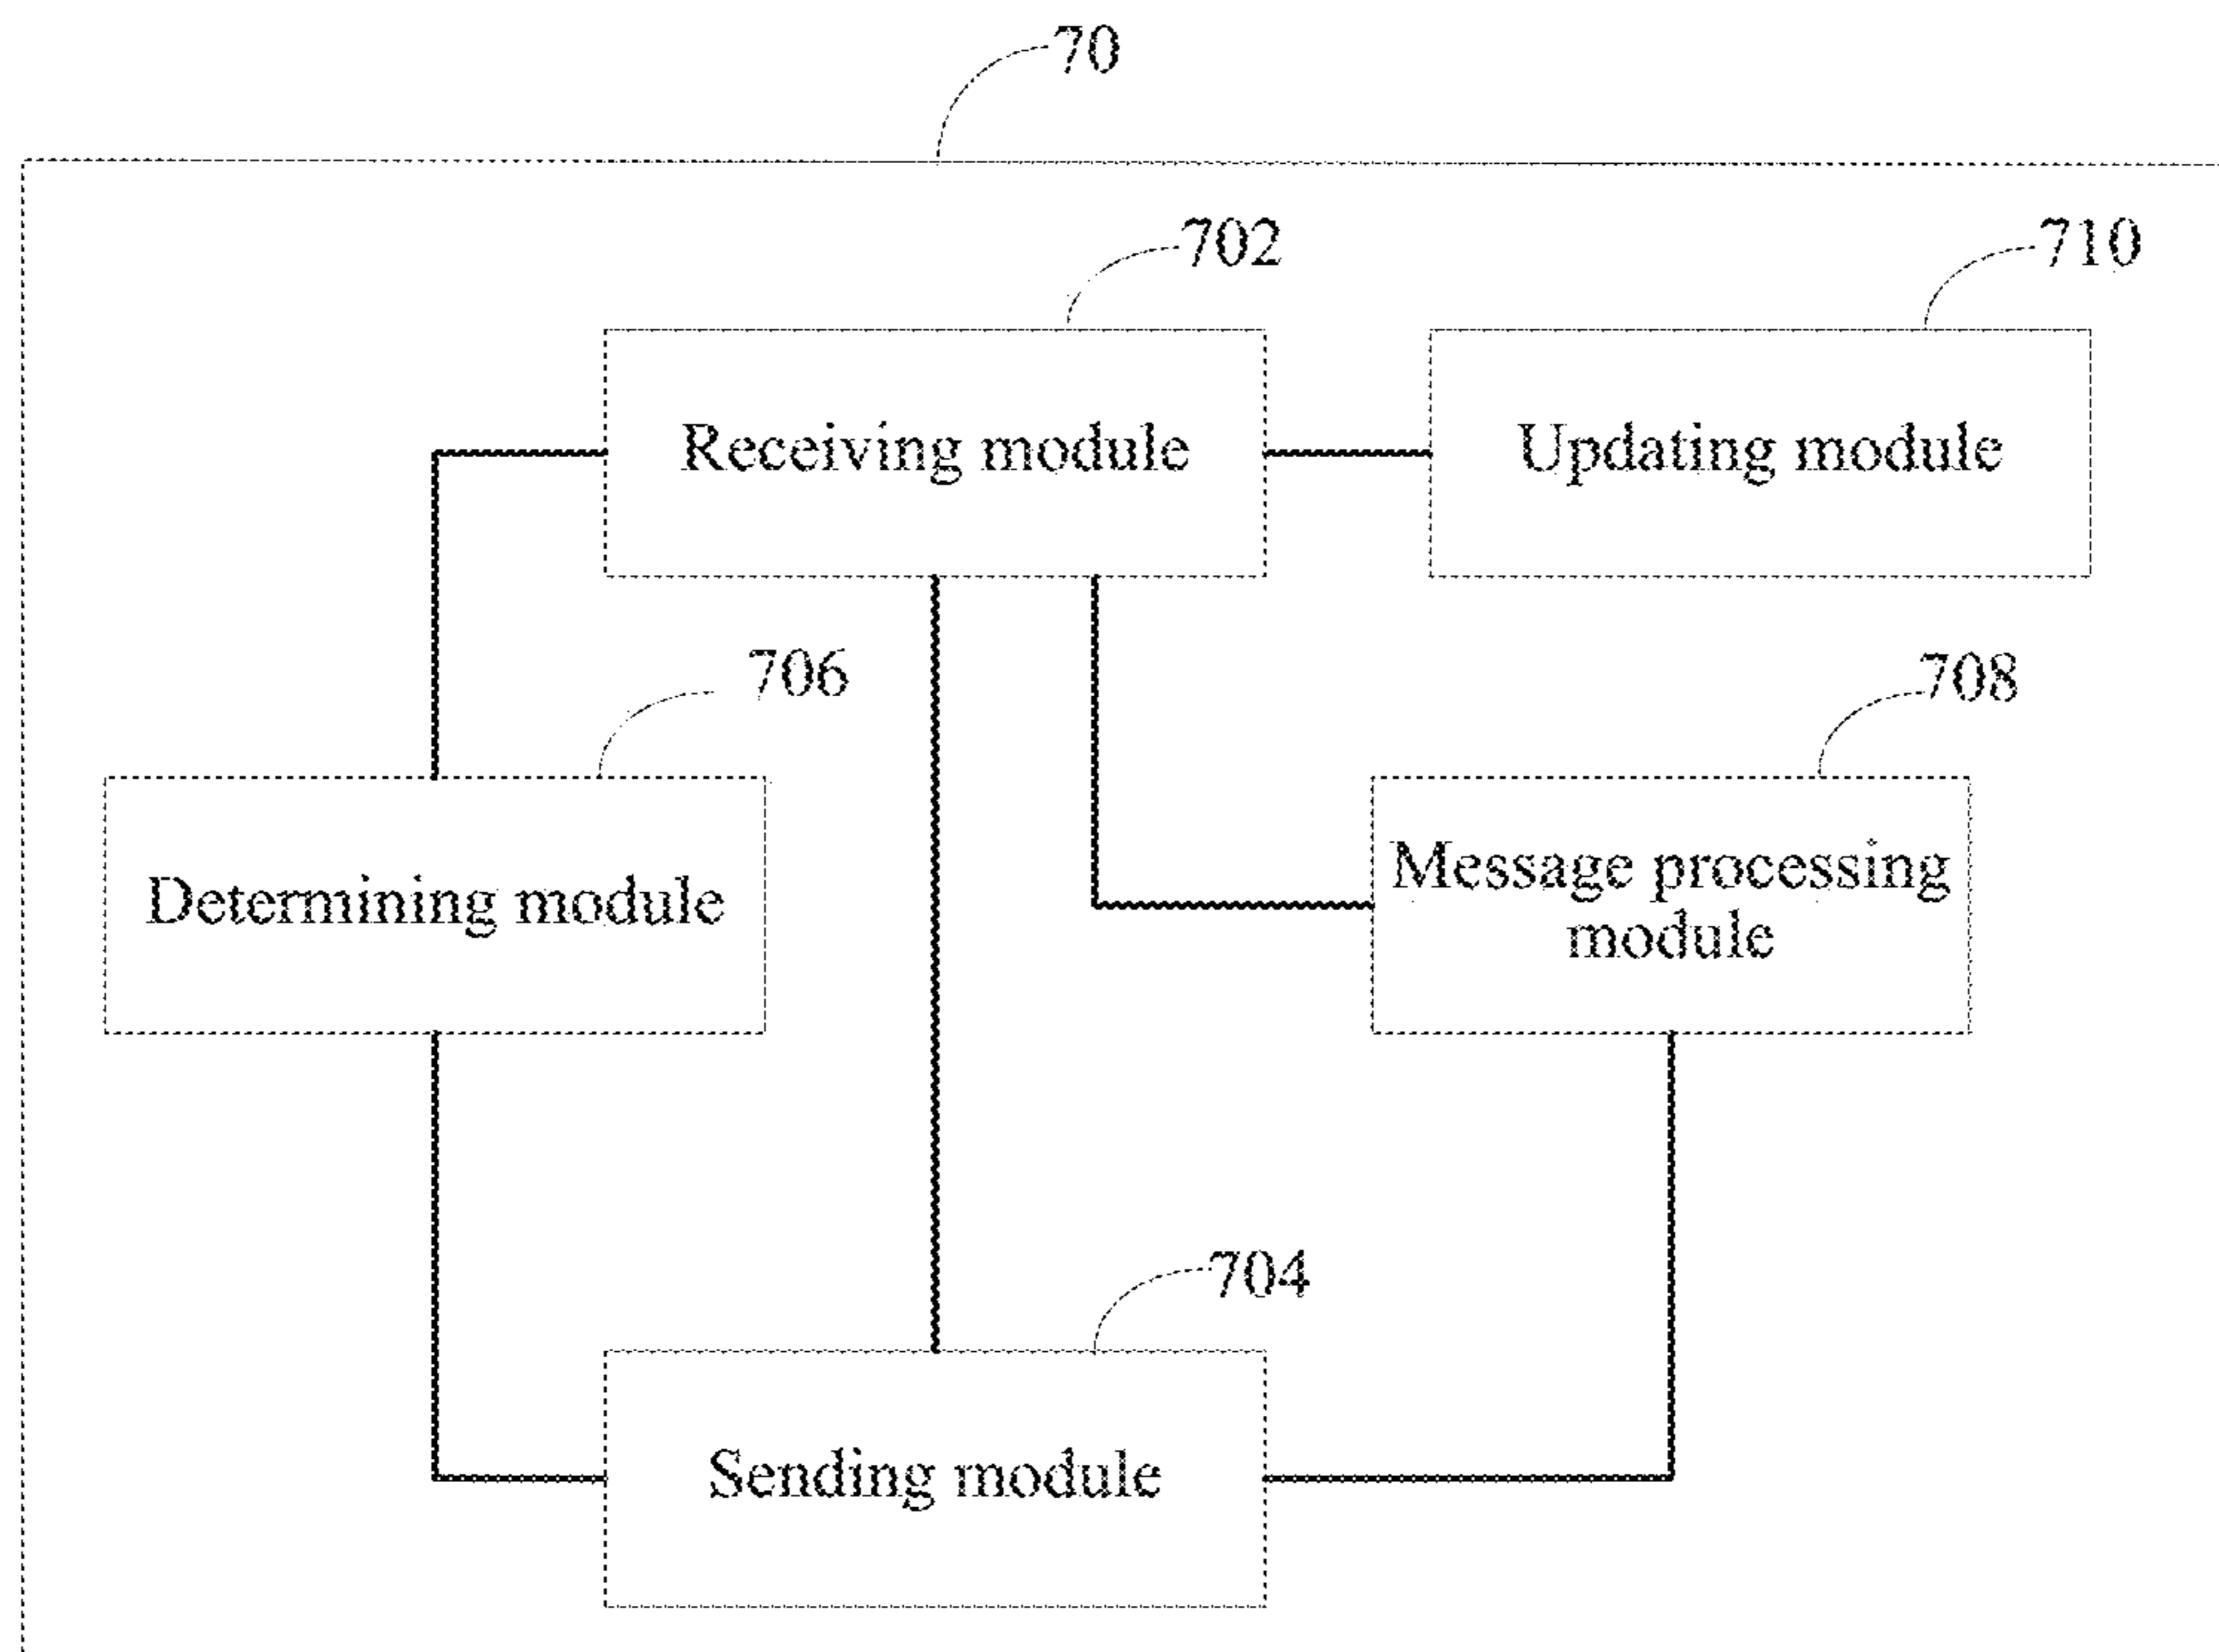 70
702
710
Receiving module
Updating module
706
708
Determining module
Message processing
module
704
Sending module